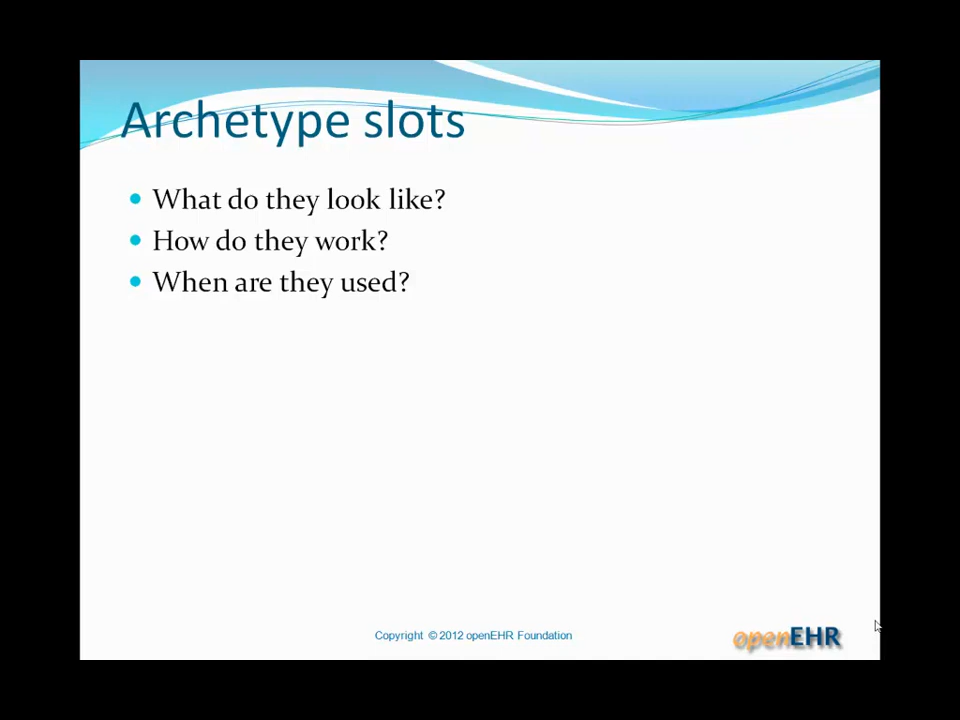 Archetype slots
What do they look like?
How do they work?
When are they used?
Copyright © 2012 openEHR Foundation
openEHR